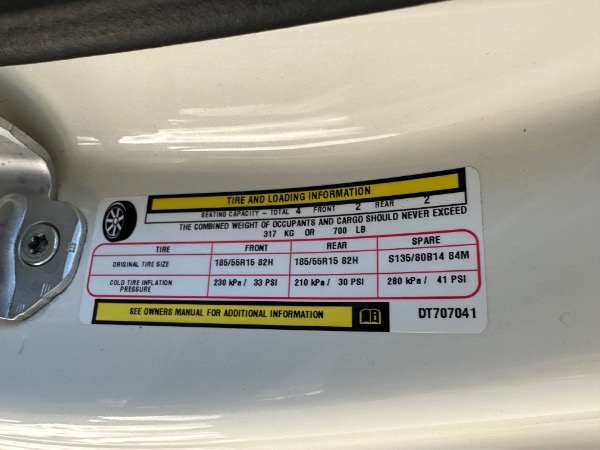 TIRE AND LOADING INFORMATION
SEATING CAPACITY - TOTAL 4 FRONT 2 REAR 2
THE COMBINED WEIGHT OF OCCUPANTS AND CARGO SHOULD NEVER EXCEED
317 KG OR 700 LB
TIRE FRONT REAR SPARE
ORIGINAL TIRE SIZE 185/55R15 82H 185/55R15 82H S135/80B14 84M
COLD TIRE INFLATION PRESSURE 230 kPa / 33 PSI 210 kPa / 30 PSI 280 kPa / 41 PSI
SEE OWNERS MANUAL FOR ADDITIONAL INFORMATION
DT707041